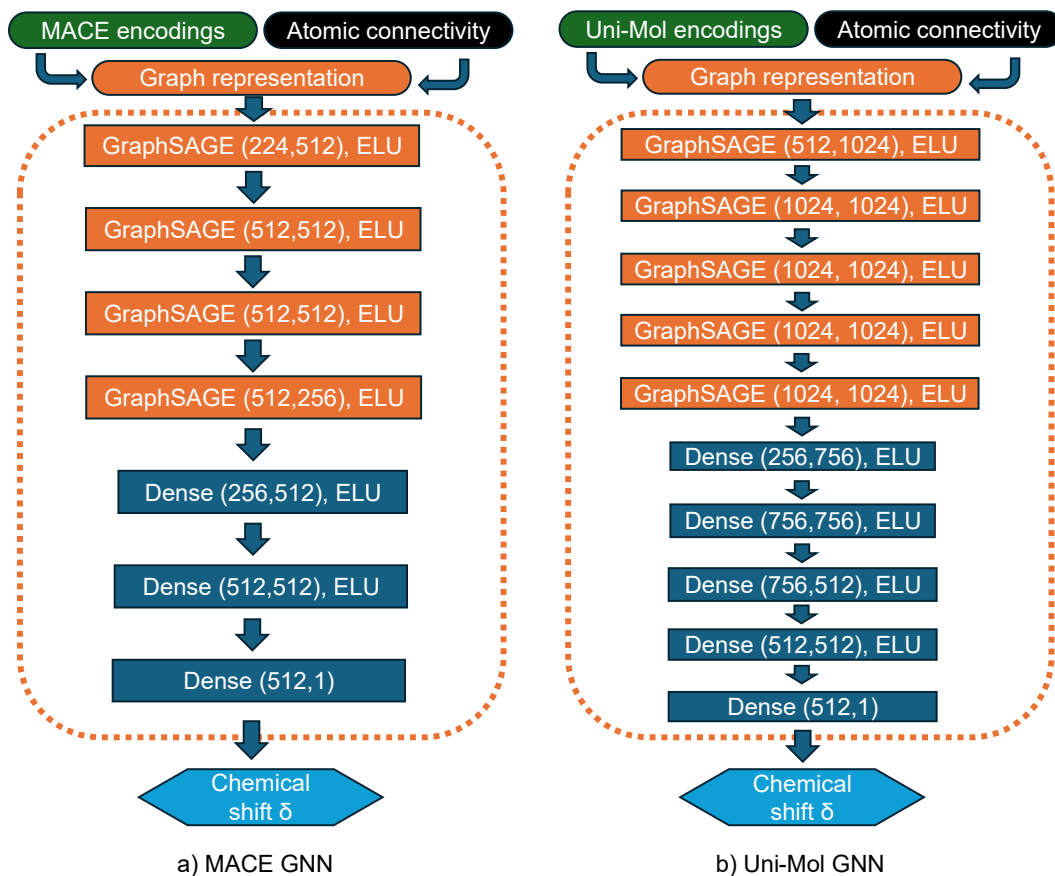 MACE encodings
Atomic connectivity
Graph representation
GraphSAGE (224,512), ELU
GraphSAGE (512,512), ELU
GraphSAGE (512,512), ELU
GraphSAGE (512,256), ELU
Dense (256,512), ELU
Dense (512,512), ELU
Dense (512,1)
Chemical
shift δ
a) MACE GNN
Uni-Mol encodings
Atomic connectivity
Graph representation
GraphSAGE (512,1024), ELU
GraphSAGE (1024, 1024), ELU
GraphSAGE (1024, 1024), ELU
GraphSAGE (1024, 1024), ELU
GraphSAGE (1024, 1024), ELU
Dense (256,756), ELU
Dense (756,756), ELU
Dense (756,512), ELU
Dense (512,512), ELU
Dense (512,1)
Chemical
shift δ
b) Uni-Mol GNN